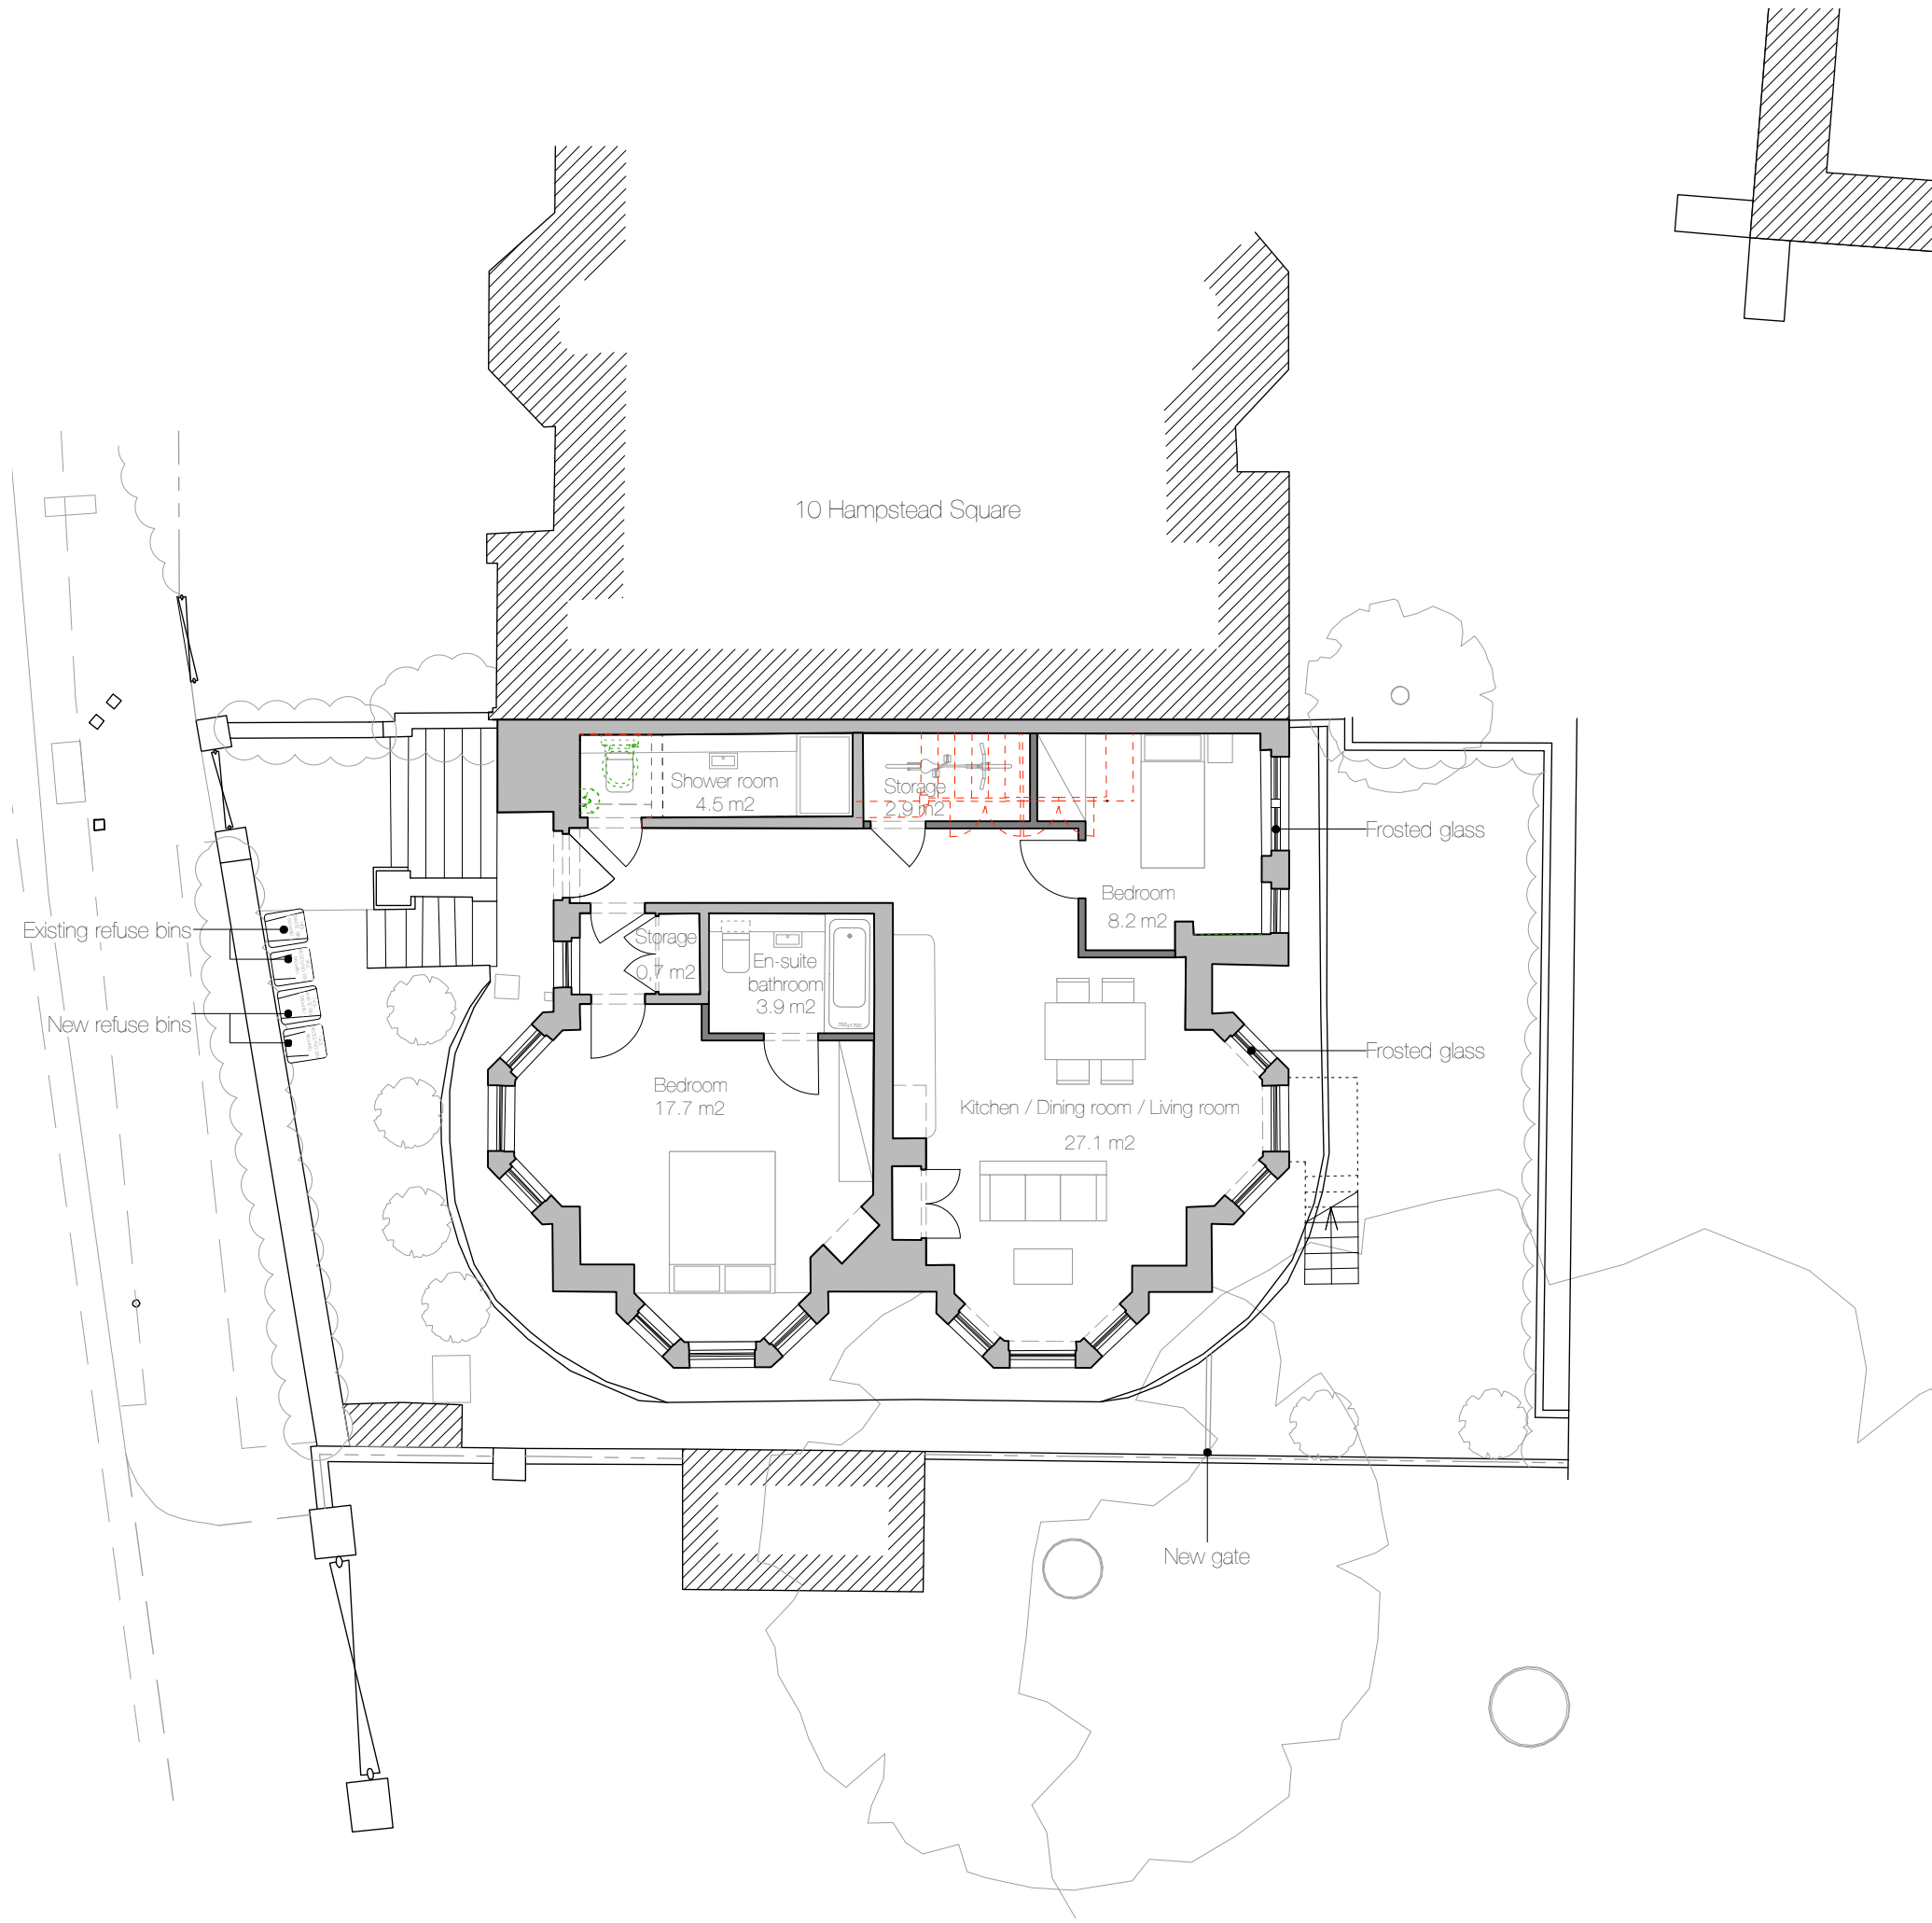 10 Hampstead Square
Shower room
4.5 m2
Storage
2,9 m2
Frosted glass
Bedroom
8.2 m2
Existing refuse bins
Storage
0,7 m2
En-suite
bathroom
3.9 m2
New refuse bins
Frosted glass
Bedroom
17.7 m2
Kitchen / Dining room / Living room
27.1 m2
New gate